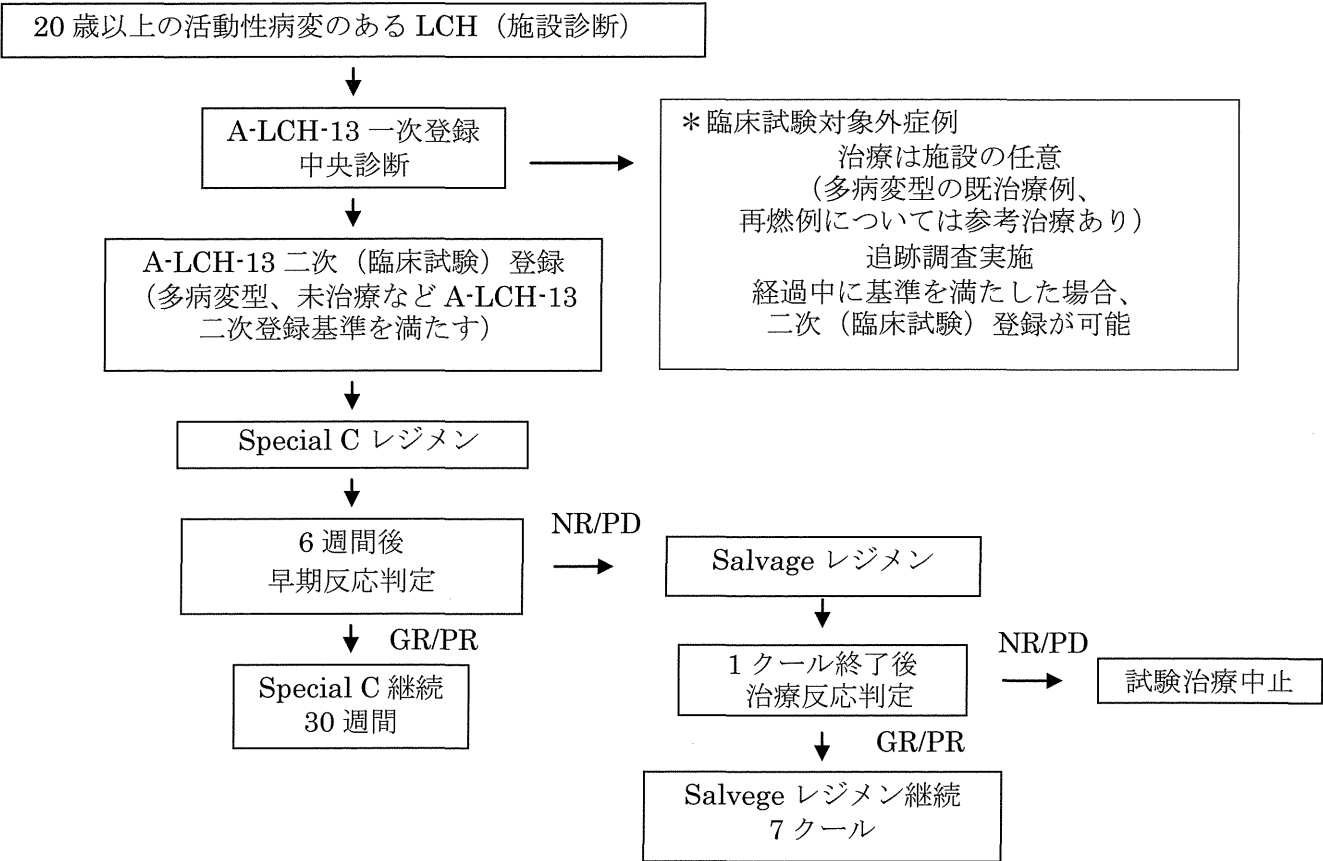 20 歳以上の活動性病変のある LCH（施設診断）
A-LCH-13 一次登録
中央診断
＊臨床試験対象外症例
治療は施設の任意
（多病変型の既治療例、
再燃例については参考治療あり）
追跡調査実施
経過中に基準を満たした場合、
二次（臨床試験）登録が可能
A-LCH-13 二次（臨床試験）登録
（多病変型、未治療など A-LCH-13
二次登録基準を満たす）
Special C レジメン
6 週間後
早期反応判定
NR/PD
Salvage レジメン
GR/PR
Special C 継続
30 週間
1 クール終了後
治療反応判定
NR/PD
試験治療中止
GR/PR
Salvege レジメン継続
7 クール